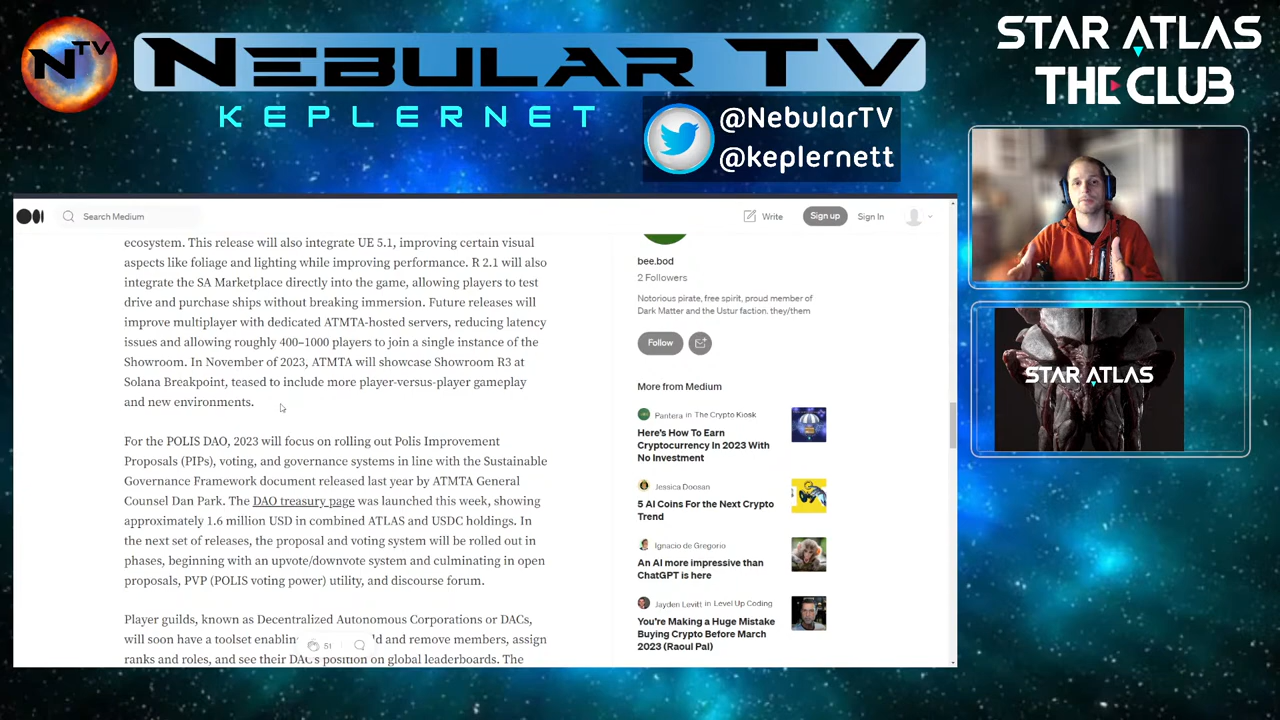 NTV
NEBULAR TV
KEPLERNET
@NebularTV
@keplernett
STAR ATLAS
THE CLUB
Search Medium
Write
Sign up
Sign In
ecosystem. This release will also integrate UE 5.1, improving certain visual
aspects like foliage and lighting while improving performance. R 2.1 will also
integrate the SA Marketplace directly into the game, allowing players to test
drive and purchase ships without breaking immersion. Future releases will
improve multiplayer with dedicated ATMTA-hosted servers, reducing latency
issues and allowing roughly 400–1000 players to join a single instance of the
Showroom. In November of 2023, ATMTA will showcase Showroom R3 at
Solana Breakpoint, teased to include more player-versus-player gameplay
and new environments.
For the POLIS DAO, 2023 will focus on rolling out Polis Improvement
Proposals (PIPs), voting, and governance systems in line with the Sustainable
Governance Framework document released last year by ATMTA General
Counsel Dan Park. The DAO treasury page was launched this week, showing
approximately 1.6 million USD in combined ATLAS and USDC holdings. In
the next set of releases, the proposal and voting system will be rolled out in
phases, beginning with an upvote/downvote system and culminating in open
proposals, PVP (POLIS voting power) utility, and discourse forum.
Player guilds, known as Decentralized Autonomous Corporations or DACs,
will soon have a toolset enabling d and remove members, assign
ranks and roles, and see their DAC's position on global leaderboards. The
51
bee.bod
2 Followers
Notorious pirate, free spirit, proud member of
Dark Matter and the Ustur faction. they/them
Follow
More from Medium
Pantera in The Crypto Kiosk
Here's How To Earn
Cryptocurrency In 2023 With
No Investment
Jessica Doosan
5 AI Coins For the Next Crypto
Trend
Ignacio de Gregorio
An AI more impressive than
ChatGPT is here
Jayden Levitt in Level Up Coding
You're Making a Huge Mistake
Buying Crypto Before March
2023 (Raoul Pal)
STAR ATLAS